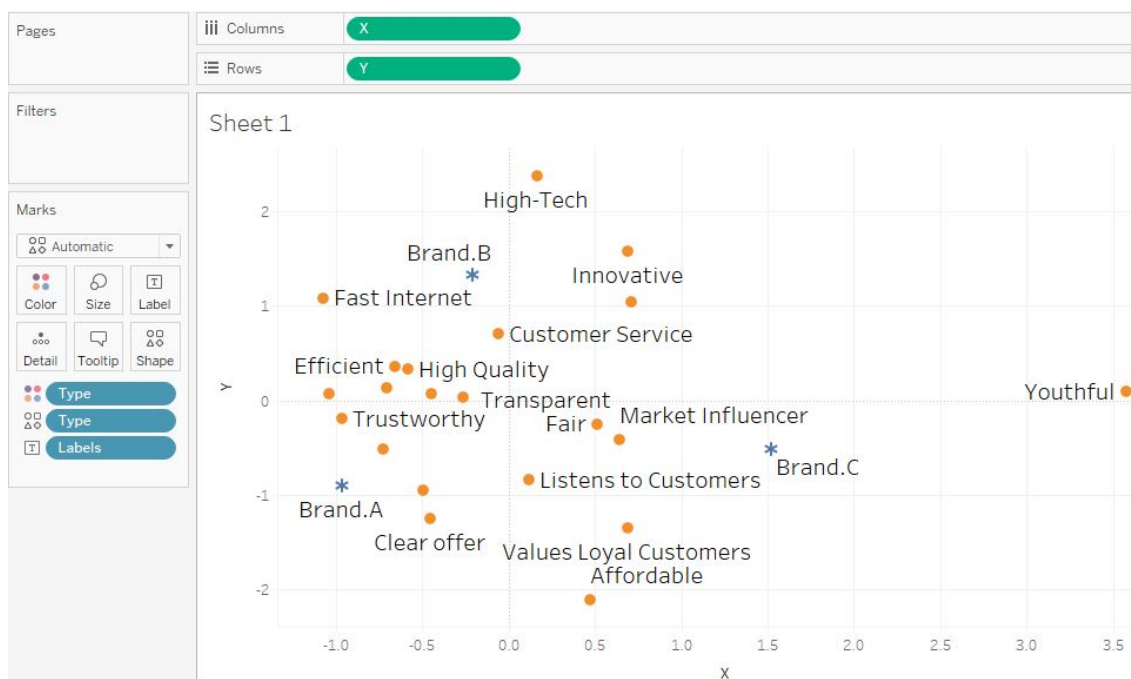 Pages
Columns
X
Rows
Y
Filters
Marks
Automatic
Color
Size
Label
Detail
Tooltip
Shape
Type
Type
Labels
Sheet 1
High-Tech
Brand.B
Innovative
Fast Internet
Customer Service
Efficient
High Quality
Transparent
Youthful
Trustworthy
Fair
Market Influencer
Brand.C
Listens to Customers
Brand.A
Clear offer
Values Loyal Customers
Affordable
Y
2
1
0
-1
-2
-1.0
-0.5
0.0
0.5
1.0
1.5
2.0
2.5
3.0
3.5
X